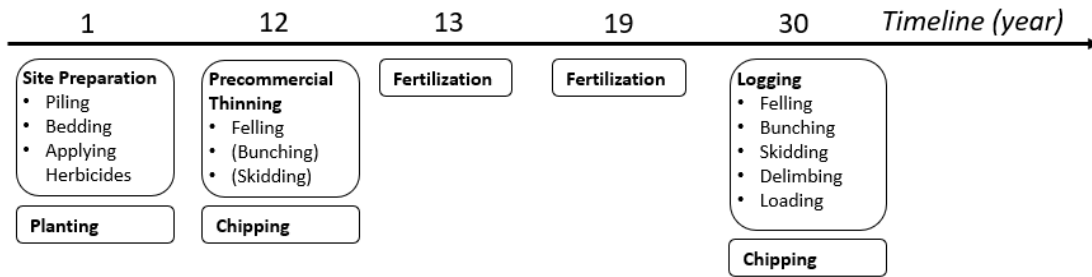 1 12 13 19 30 Timeline (year)
Site Preparation
• Piling
• Bedding
• Applying
Herbicides
Planting
Precommercial
Thinning
• Felling
• (Bunching)
• (Skidding)
Chipping
Fertilization
Fertilization
Logging
• Felling
• Bunching
• Skidding
• Delimbing
• Loading
Chipping